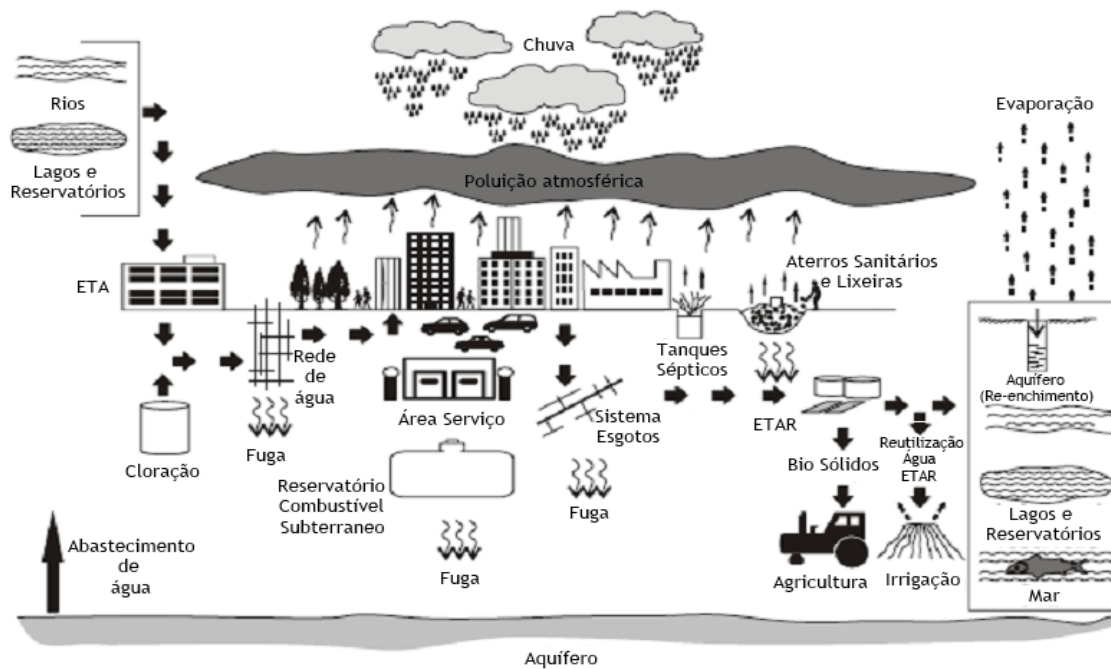 Chuva
Rios
Lagos e
Reservatórios
Evaporação
Poluição atmosférica
ETA
Aterros Sanitários
e Lixeiras
Rede
de
água
Tanques
Sépticos
Área Serviço
Sistema
Esgotos
ETAR
Aquífero
(Re-enchimento)
Cloração
Fuga
Reservatório
Combustível
Subterraneo
Fuga
Fuga
Bio Sólidos
Reutilização
Água
ETAR
Lagos e
Reservatórios
Abastecimento
de
água
Agricultura
Irrigação
Mar
Aquífero